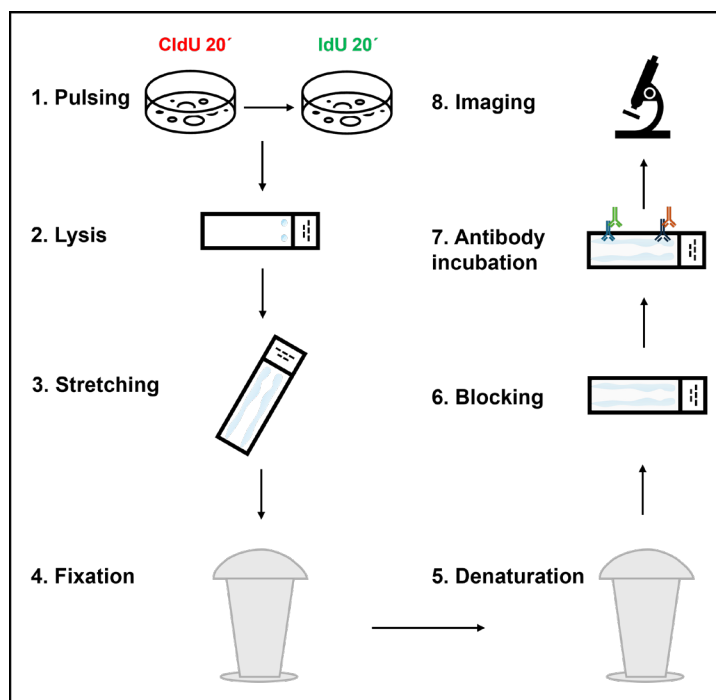 CldU 20´
IdU 20´
1. Pulsing
2. Lysis
3. Stretching
4. Fixation
5. Denaturation
6. Blocking
7. Antibody
incubation
8. Imaging